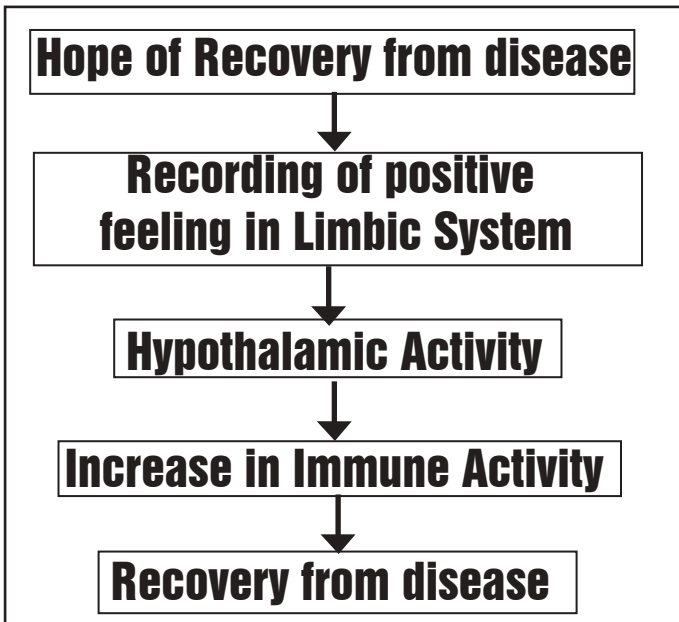 Hope of Recovery from disease
Recording of positive
feeling in Limbic System
Hypothalamic Activity
Increase in Immune Activity
Recovery from disease